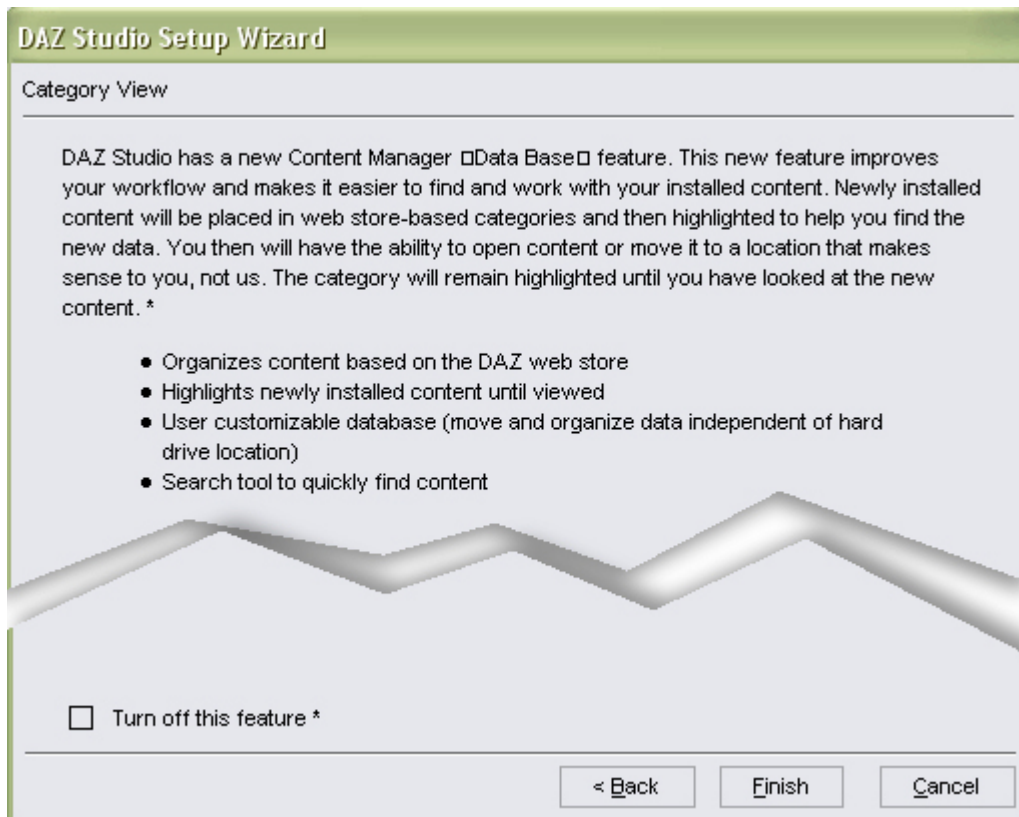 DAZ Studio Setup Wizard
Category View
DAZ Studio has a new Content Manager □Data Base□ feature. This new feature improves
your workflow and makes it easier to find and work with your installed content. Newly installed
content will be placed in web store-based categories and then highlighted to help you find the
new data. You then will have the ability to open content or move it to a location that makes
sense to you, not us. The category will remain highlighted until you have looked at the new
content. *
● Organizes content based on the DAZ web store
● Highlights newly installed content until viewed
● User customizable database (move and organize data independent of hard
drive location)
● Search tool to quickly find content
Turn off this feature *
< Back
Finish
Cancel